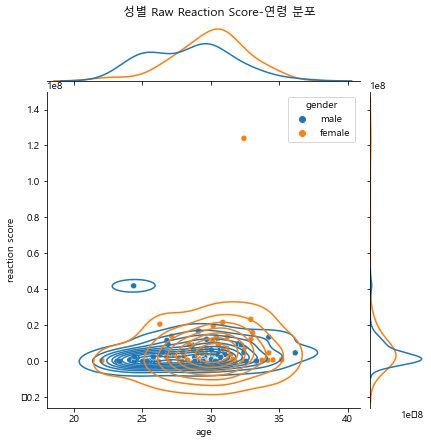 성별 Raw Reaction Score-연령 분포
1e8
1e8
gender
male
female
1.4
1.2
1.0
0.8
0.6
0.4
0.2
0.0
□0.2
reaction score
20
25
30
35
40
age
1e□8